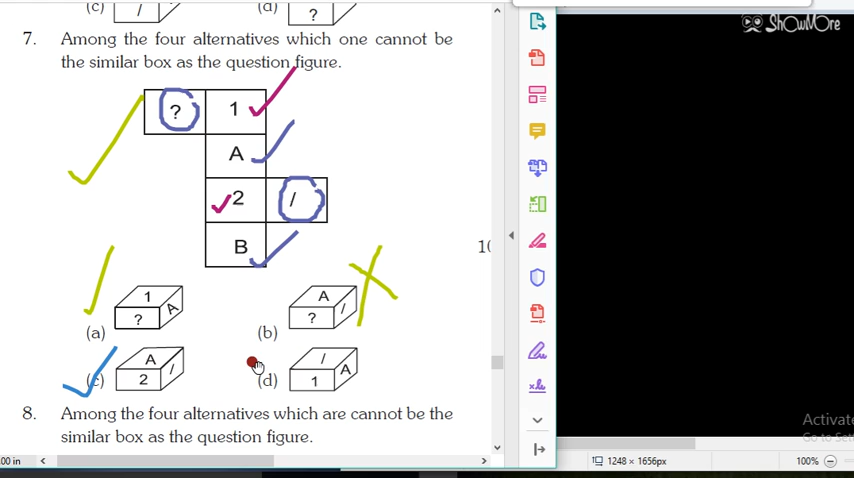 (c)
/
(d)
?
7. Among the four alternatives which one cannot be
the similar box as the question figure.
? 1
A
2 /
B
10
1
?
A
(a)
A
?
/
(b)
A
2
/
(c)
/
1
A
(d)
8. Among the four alternatives which are cannot be the
similar box as the question figure.
ShowMore
Activate
.00 in
1248 × 1656px
100%